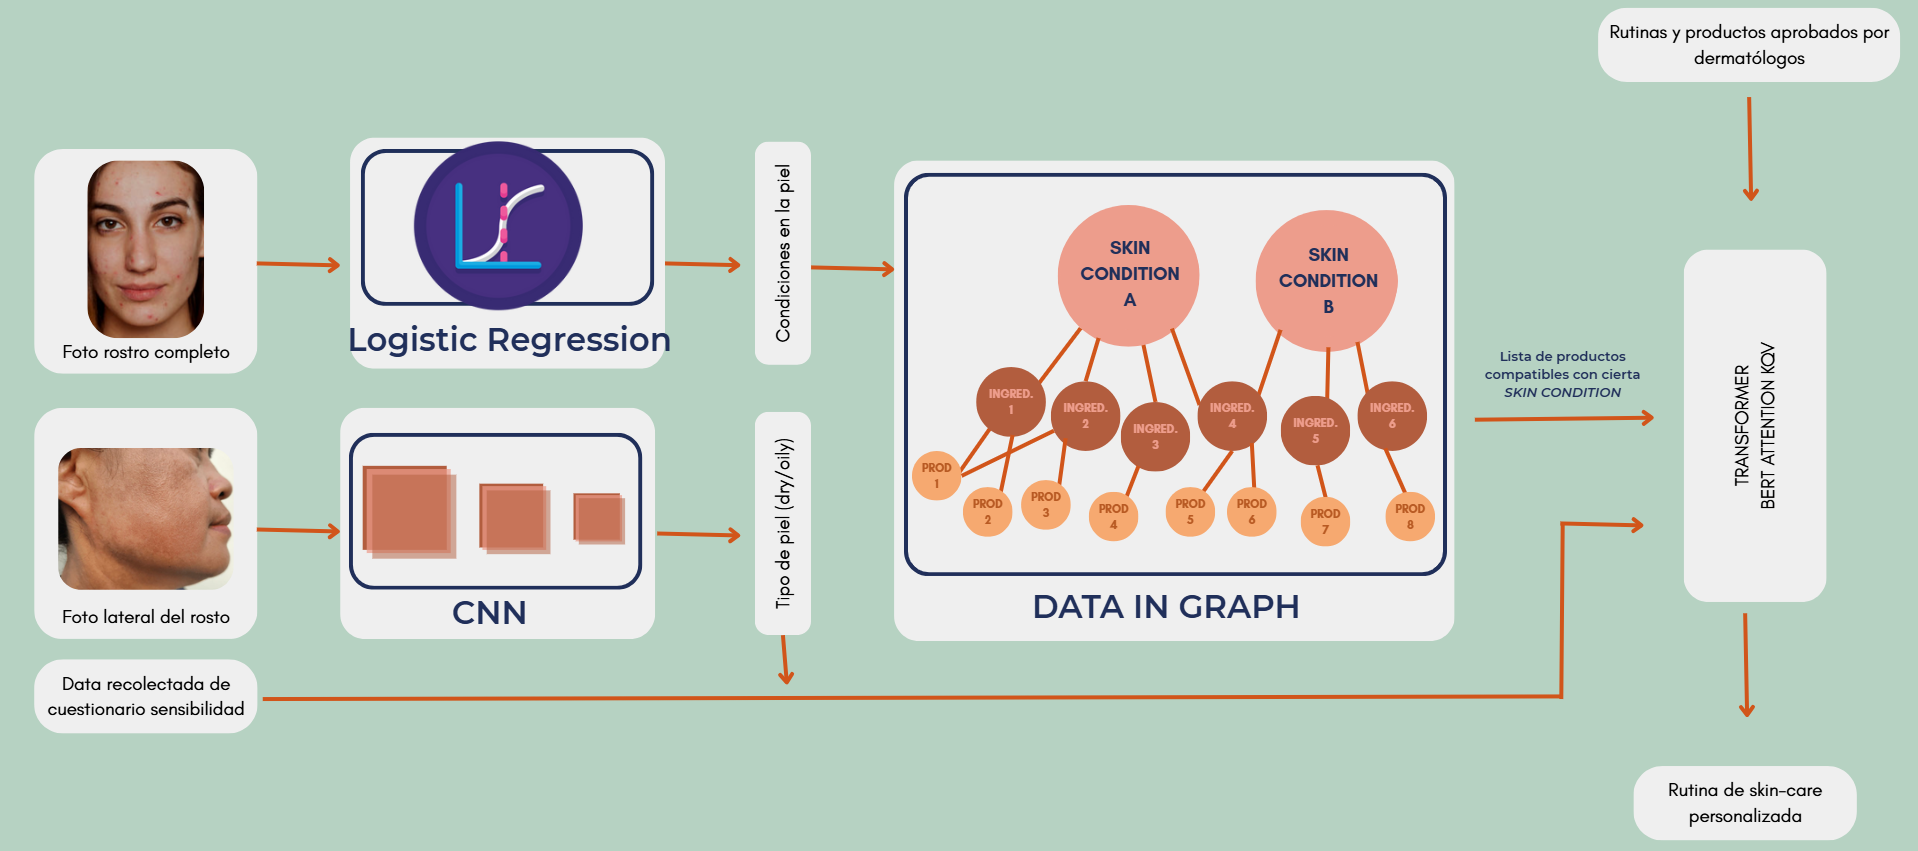 Rutinas y productos aprobados por
dermatólogos
Foto rostro completo
Logistic Regression
Condiciones en la piel
SKIN
CONDITION
A
SKIN
CONDITION
B
INGRED.
1
INGRED.
2
INGRED.
3
INGRED.
4
INGRED.
5
INGRED.
6
PROD
1
PROD
2
PROD
3
PROD
4
PROD
5
PROD
6
PROD
7
PROD
8
DATA IN GRAPH
Lista de productos
compatibles con cierta
SKIN CONDITION
TRANSFORMER
BERT ATTENTION KQV
Foto lateral del rosto
CNN
Tipo de piel (dry/oily)
Data recolectada de
cuestionario sensibilidad
Rutina de skin-care
personalizada